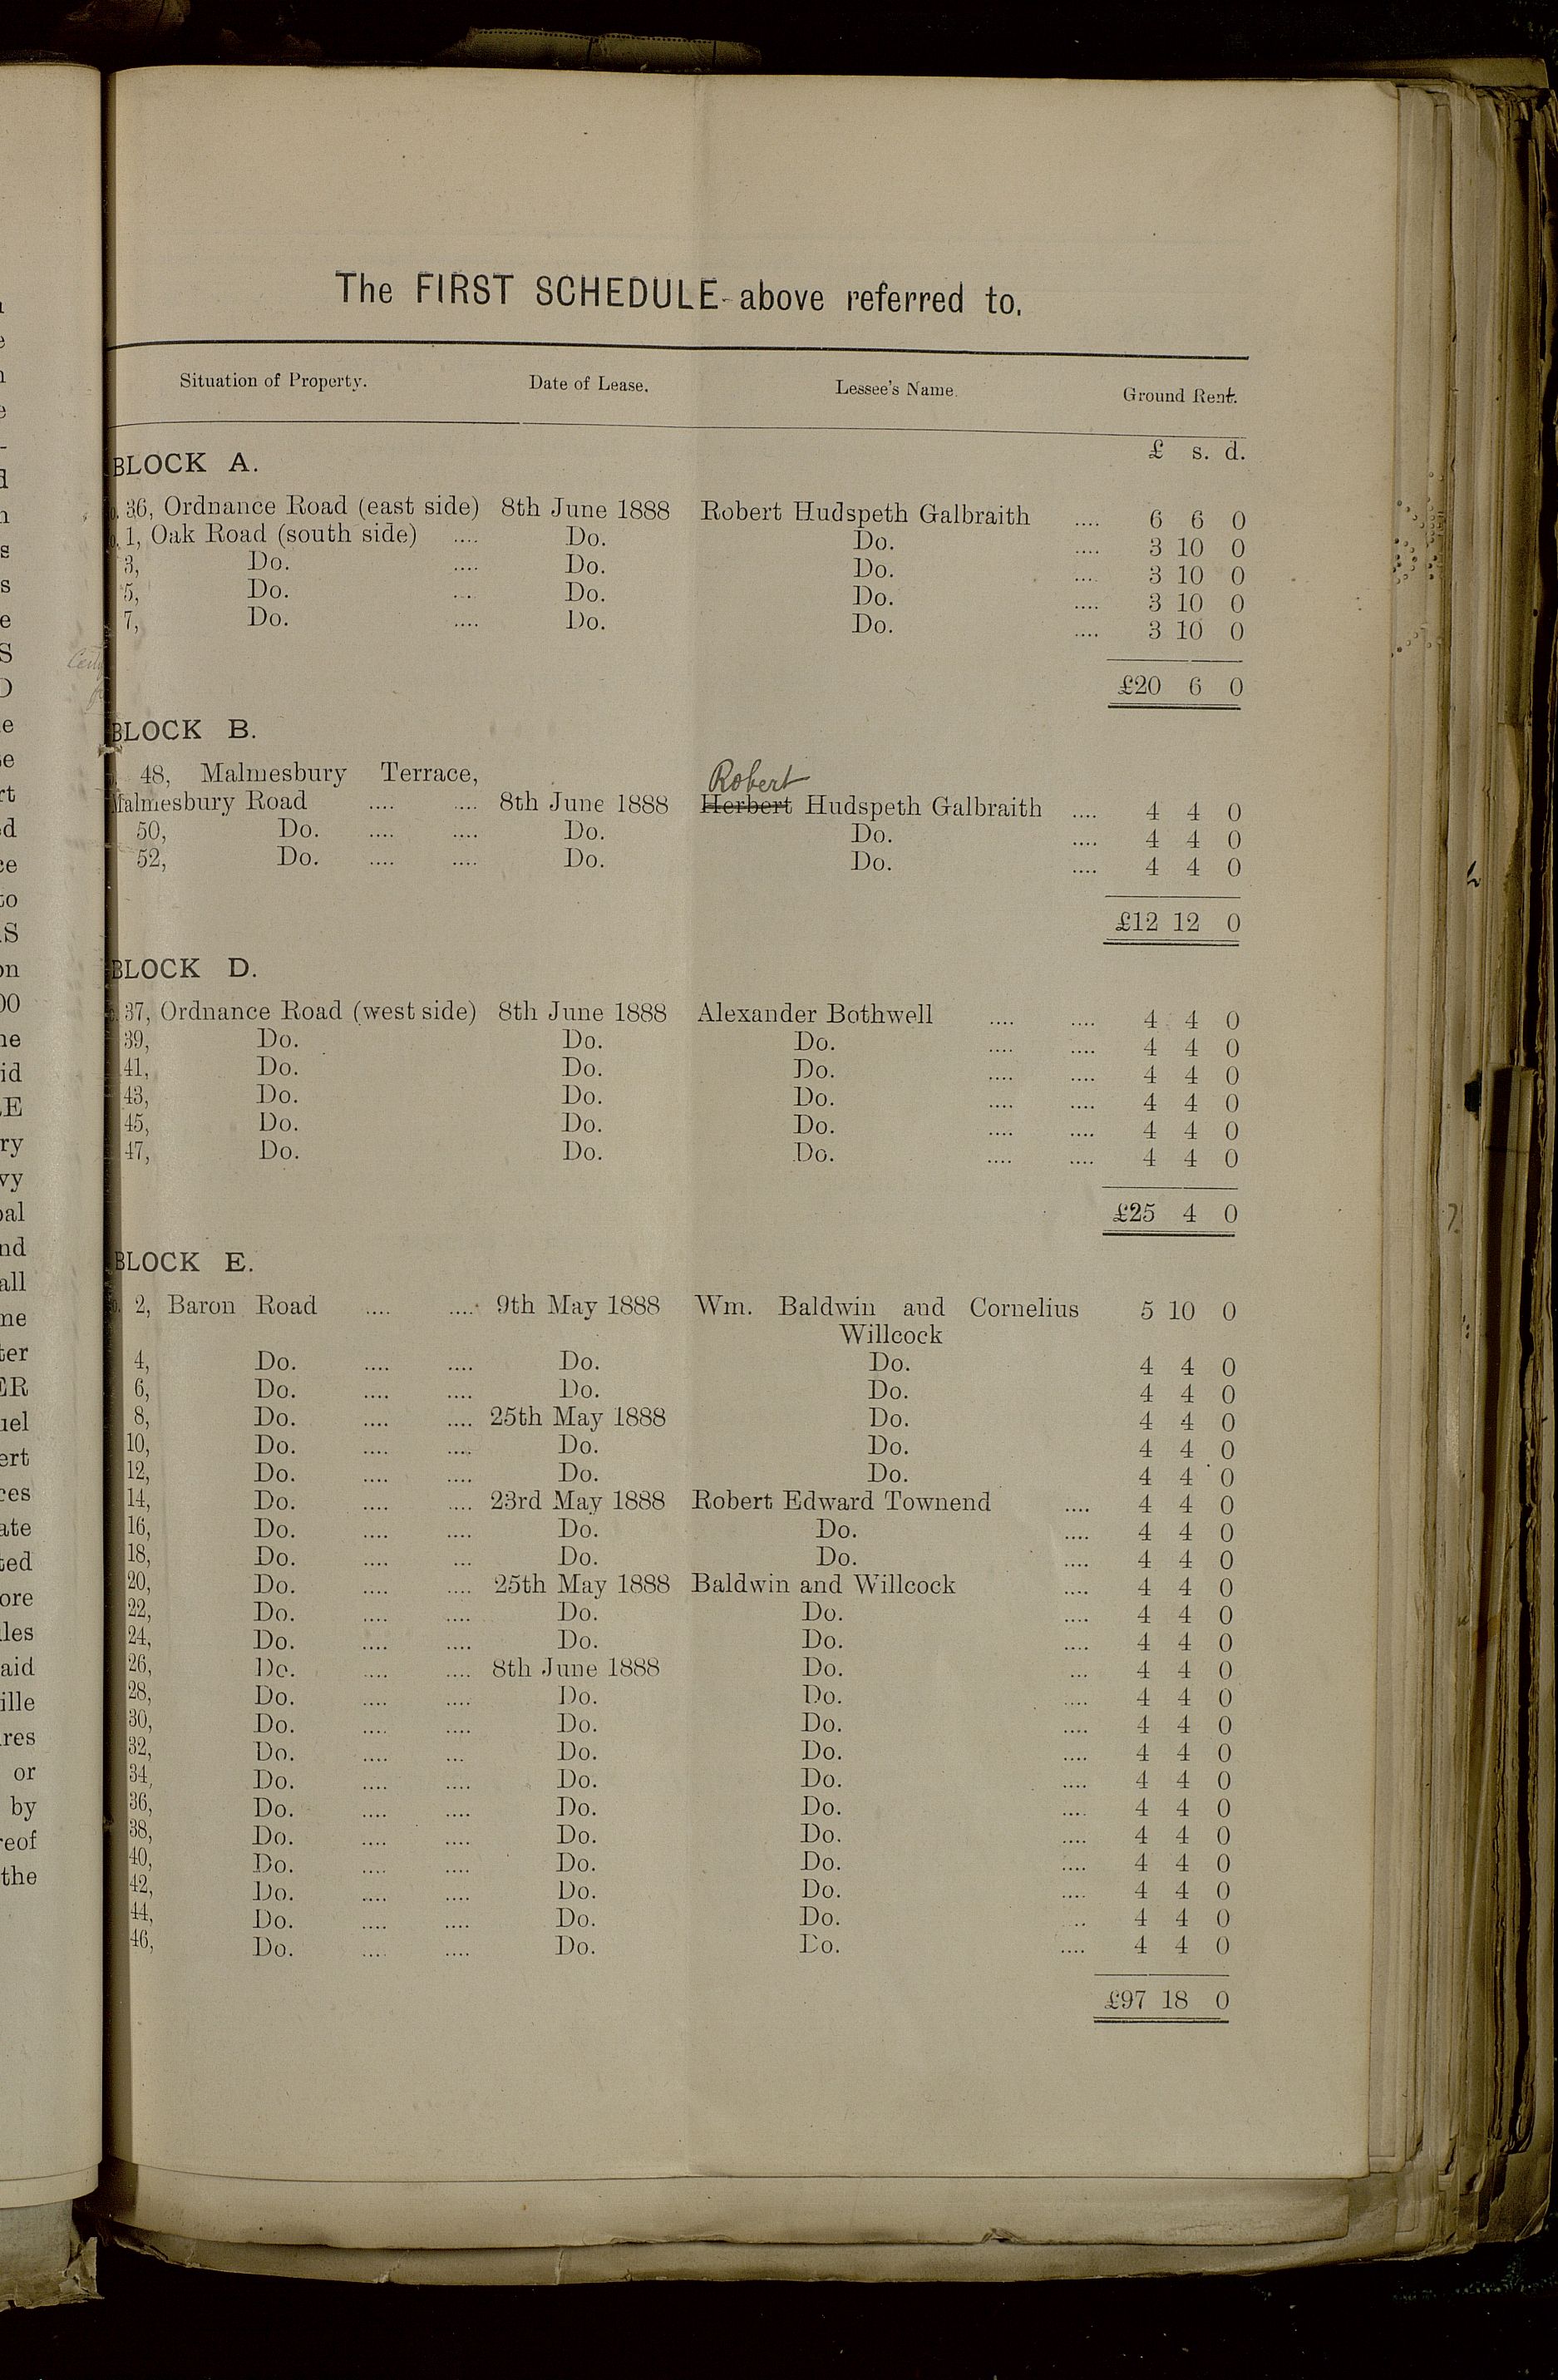 The FIRST SCHEDULE above referred to.
Situation of Property. Date of Lease. Lessee's Name. Ground Rent.
£ s. d.
BLOCK A.
36, Ordnance Road (east side) 8th June 1888 Robert Hudspeth Galbraith .... 6 6 0
1, Oak Road (south side) .... Do. Do. .... 3 10 0
3, Do. .... Do. Do. .... 3 10 0
5, Do. .... Do. Do. .... 3 10 0
7, Do. .... Do. Do. .... 3 10 0
£20 6 0
BLOCK B.
48, Malmesbury Terrace,
Robert
Malmesbury Road .... .... 8th June 1888 Herbert Hudspeth Galbraith .... 4 4 0
50, Do. .... .... Do. Do. .... 4 4 0
52, Do. .... .... Do. Do. .... 4 4 0
£12 12 0
BLOCK D.
37, Ordnance Road (west side) 8th June 1888 Alexander Bothwell .... .... 4 4 0
39, Do. Do. Do. .... .... 4 4 0
41, Do. Do. Do. .... .... 4 4 0
43, Do. Do. Do. .... .... 4 4 0
45, Do. Do. Do. .... .... 4 4 0
47, Do. Do. Do. .... .... 4 4 0
£25 4 0
BLOCK E.
2, Baron Road .... .... 9th May 1888 Wm. Baldwin and Cornelius 5 10 0
Willcock
4, Do. .... .... Do. Do. 4 4 0
6, Do. .... .... Do. Do. 4 4 0
8, Do. .... .... 25th May 1888 Do. 4 4 0
10, Do. .... .... Do. Do. 4 4 0
12, Do. .... .... Do. Do. 4 4 0
14, Do. .... .... 23rd May 1888 Robert Edward Townend .... 4 4 0
16, Do. .... .... Do. Do. .... 4 4 0
18, Do. .... ... Do. Do. .... 4 4 0
20, Do. .... .... 25th May 1888 Baldwin and Willcock .... 4 4 0
22, Do. .... .... Do. Do. .... 4 4 0
24, Do. .... .... Do. Do. .... 4 4 0
26, Do. .... .... 8th June 1888 Do. ... 4 4 0
28, Do. .... .... Do. Do. .... 4 4 0
30, Do. .... .... Do. Do. .... 4 4 0
32, Do. .... ... Do. Do. .... 4 4 0
34, Do. .... .... Do. Do. .... 4 4 0
36, Do. .... .... Do. Do. .... 4 4 0
38, Do. .... .... Do. Do. .... 4 4 0
40, Do. .... .... Do. Do. .... 4 4 0
42, Do. .... .... Do. Do. .... 4 4 0
44, Do. .... .... Do. Do. .. 4 4 0
46, Do. .... .... Do. Do. .... 4 4 0
£97 18 0